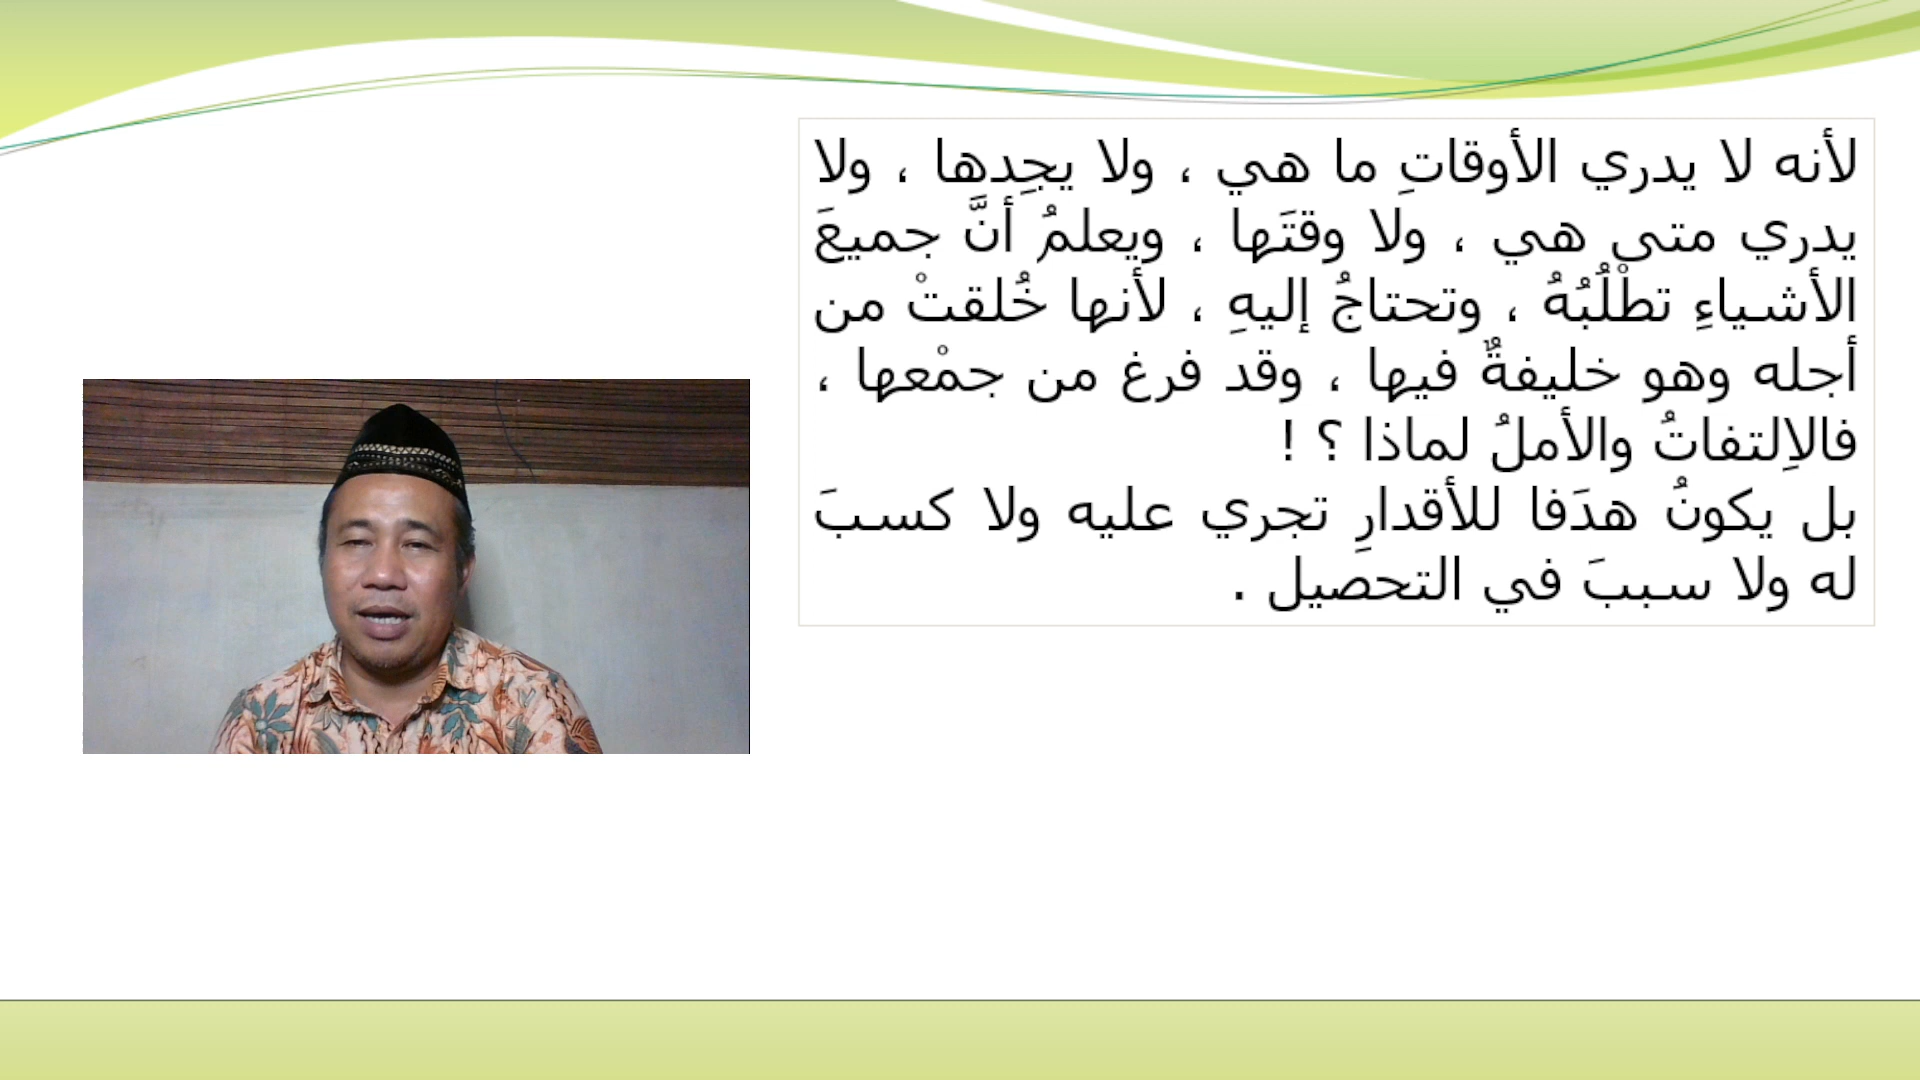 لأنه لا يدري الأوقاتِ ما هي ، ولا يجِدها ، ولا
يدري متى هي ، ولا وقتَها ، ويعلمُ أنَّ جميعَ
الأشياءِ تطْلُبُهُ ، وتحتاجُ إليهِ ، لأنها خُلقتْ من
أجله وهو خليفةٌ فيها ، وقد فرغ من جمْعها ،
فالاِلتفاتُ والأملُ لماذا ؟ !
بل يكونُ هدَفا للأقدارِ تجري عليه ولا كسبَ
له ولا سببَ في التحصيل .